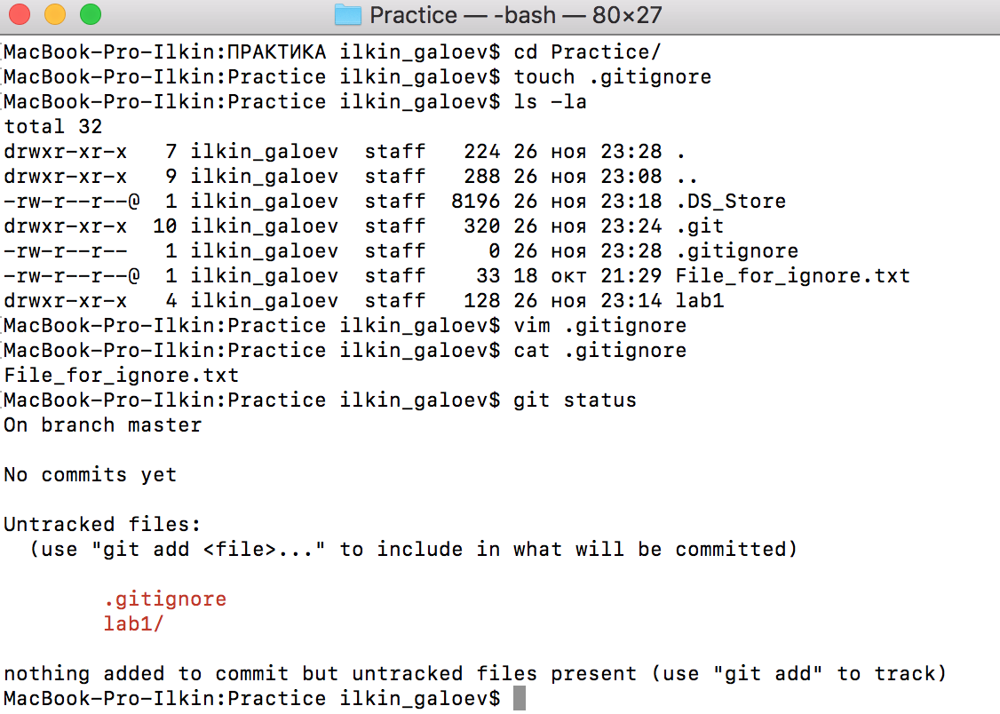 Practice — -bash — 80×27
MacBook-Pro-Ilkin:ПРАКТИКА ilkin_galoev$ cd Practice/
MacBook-Pro-Ilkin:Practice ilkin_galoev$ touch .gitignore
MacBook-Pro-Ilkin:Practice ilkin_galoev$ ls -la
total 32
drwxr-xr-x   7 ilkin_galoev  staff   224 26 ноя 23:28 .
drwxr-xr-x   9 ilkin_galoev  staff   288 26 ноя 23:08 ..
-rw-r--r--@  1 ilkin_galoev  staff  8196 26 ноя 23:18 .DS_Store
drwxr-xr-x  10 ilkin_galoev  staff   320 26 ноя 23:24 .git
-rw-r--r--   1 ilkin_galoev  staff     0 26 ноя 23:28 .gitignore
-rw-r--r--@  1 ilkin_galoev  staff    33 18 окт 21:29 File_for_ignore.txt
drwxr-xr-x   4 ilkin_galoev  staff   128 26 ноя 23:14 lab1
MacBook-Pro-Ilkin:Practice ilkin_galoev$ vim .gitignore
MacBook-Pro-Ilkin:Practice ilkin_galoev$ cat .gitignore
File_for_ignore.txt
MacBook-Pro-Ilkin:Practice ilkin_galoev$ git status
On branch master

No commits yet

Untracked files:
  (use "git add <file>..." to include in what will be committed)

        .gitignore
        lab1/

nothing added to commit but untracked files present (use "git add" to track)
MacBook-Pro-Ilkin:Practice ilkin_galoev$